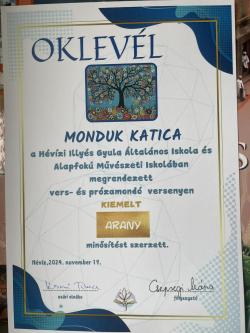 OKLEVÉL
MONDUK KATICA
a Hévízi Illyés Gyula Általános Iskola és
Alapfokú Művészeti Iskolában
megrendezett
vers- és prózamondó versenyen
KIEMELT
ARANY
minősítést szerzett.
Hévíz, 2024. november 19.
zsűri elnöke
felkészítő